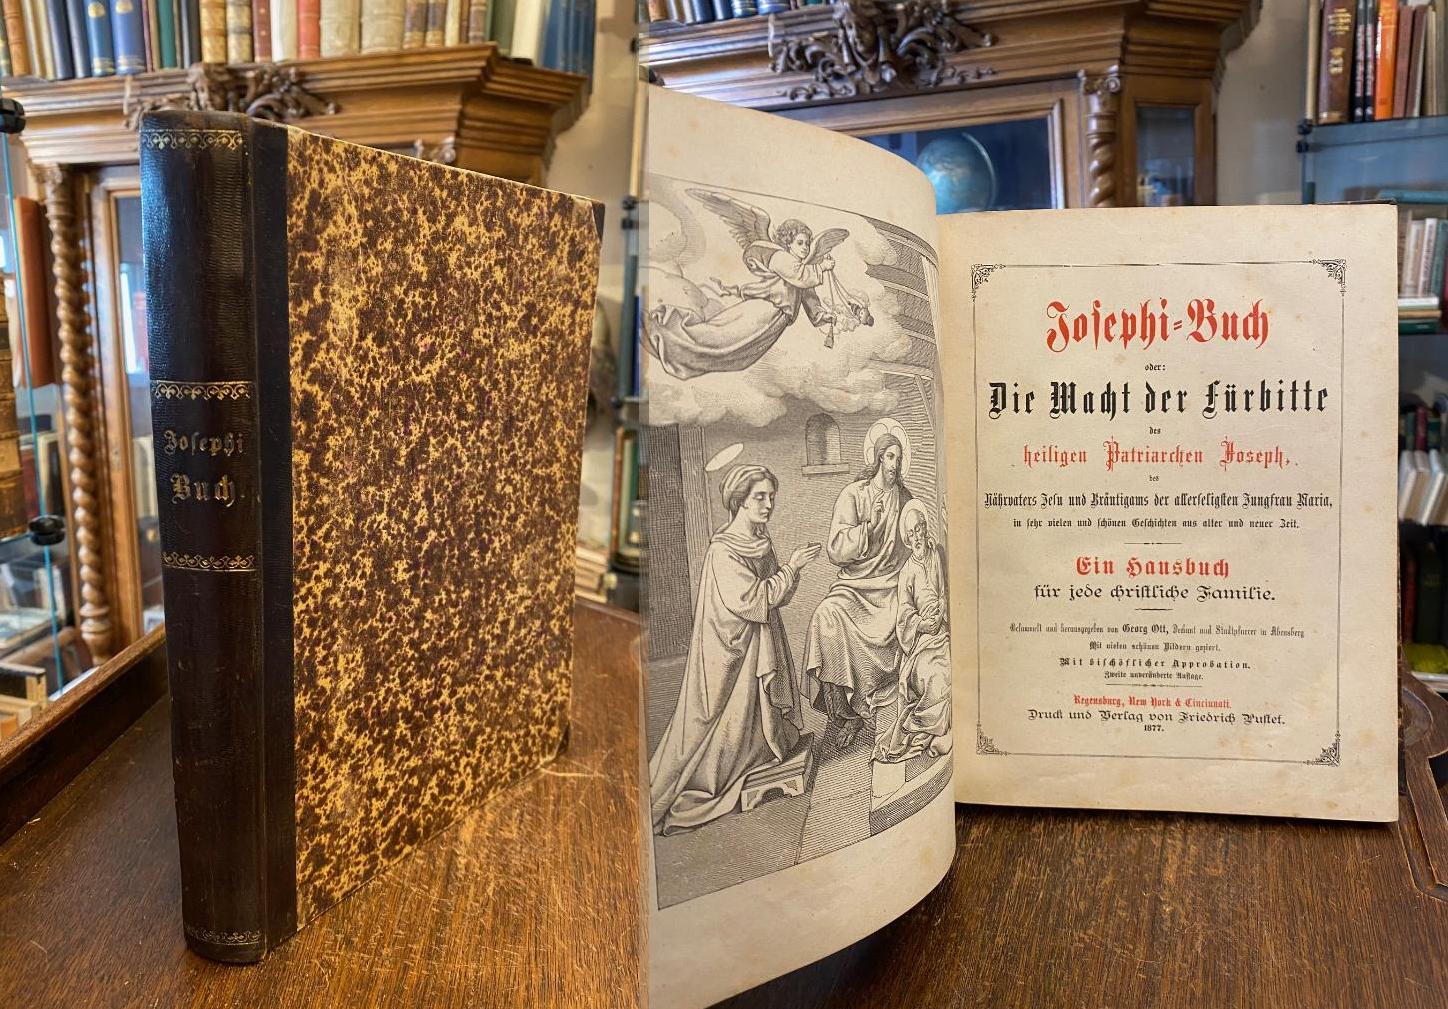 Josephi
Buch.
Josephi-Buch
oder:
Die Macht der Fürbitte
des
heiligen Patriarchen Joseph,
des
Nährvaters Jesu und Bräutigams der allerseligsten Jungfrau Maria,
in sehr vielen und schönen Geschichten aus alter und neuer Zeit.
Ein Hausbuch
für jede christliche Familie.
Gesammelt und herausgegeben von Georg Ott, Dechant und Stadtpfarrer in Abensberg
Mit vielen schönen Bildern geziert.
Mit bischöflicher Approbation.
Zweite unveränderte Auflage.
Regensburg, New York & Cincinnati.
Druck und Verlag von Friedrich Pustet.
1877.